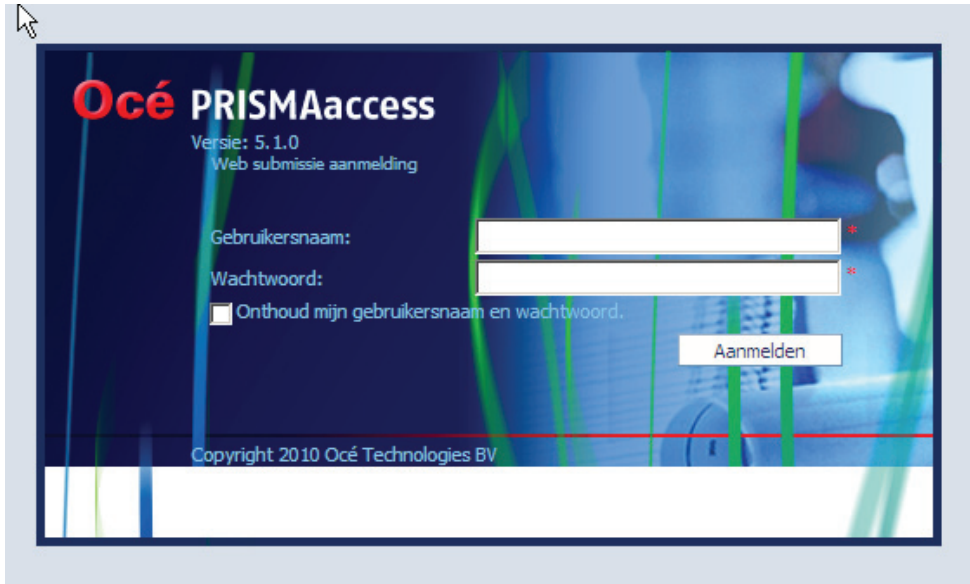 Océ PRISMAaccess
Versie: 5.1.0
Web submissie aanmelding
Gebruikersnaam: *
Wachtwoord: *
Onthoud mijn gebruikersnaam en wachtwoord.
Aanmelden
Copyright 2010 Océ Technologies BV